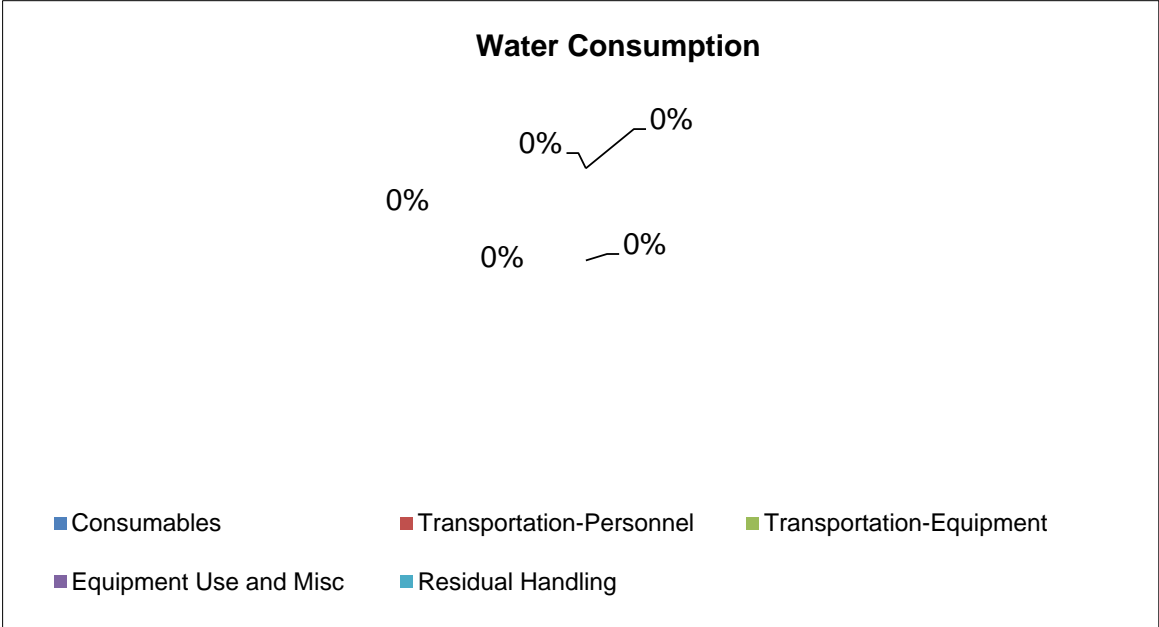 Water Consumption
0%
0%
0%
0%
0%
Consumables Transportation-Personnel Transportation-Equipment
Equipment Use and Misc Residual Handling